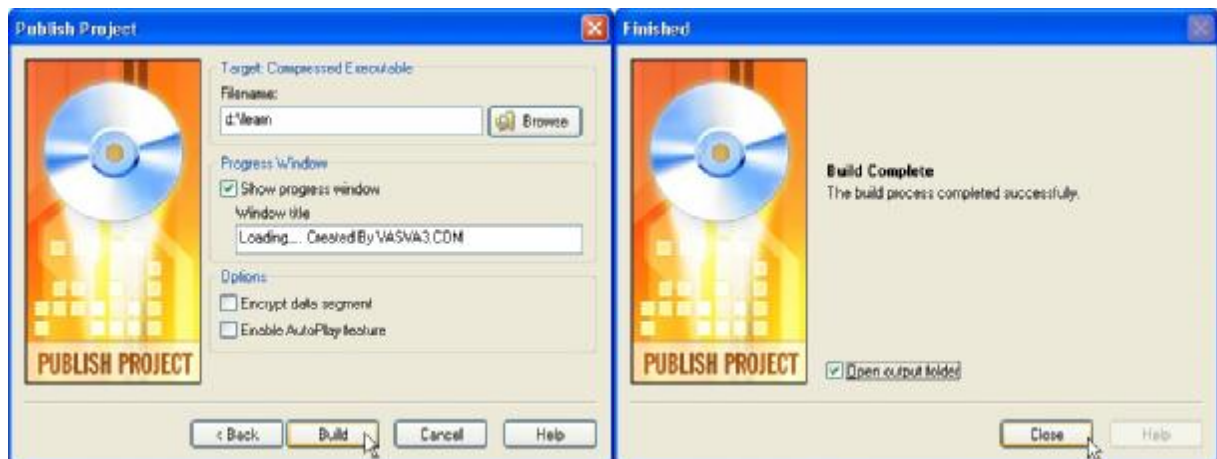 Publish Project
Target: Compressed Executable
Filename:
d:\learn
Browse
Progress Window
Show progress window
Window title
Loading.... Created By VASVA3.COM
Options
Encrypt data segment
Enable AutoPlay feature
PUBLISH PROJECT
< Back
Build
Cancel
Help
Finished
Build Complete
The build process completed successfully.
PUBLISH PROJECT
Open output folder
Close
Help